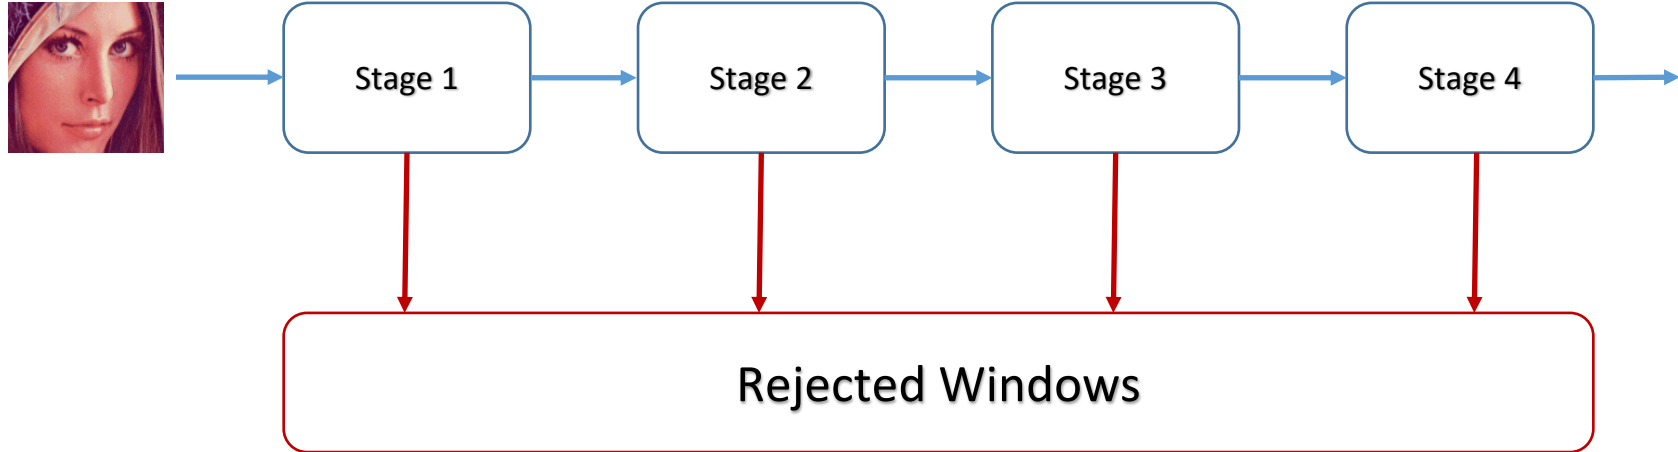 Stage 1
Stage 2
Stage 3
Stage 4
Rejected Windows